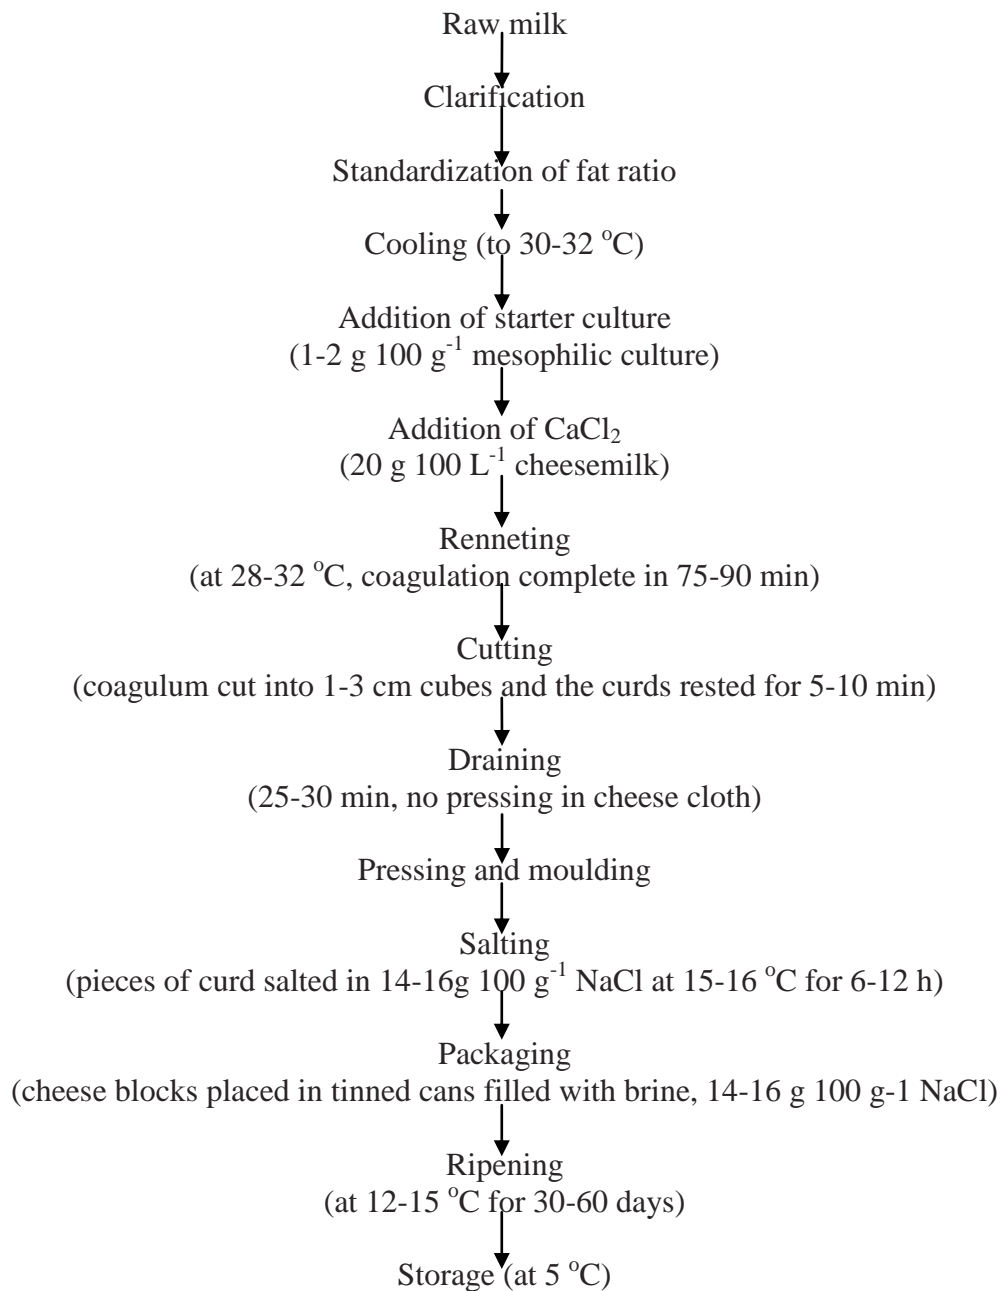 Raw milk
Clarification
Standardization of fat ratio
Cooling (to 30-32 °C)
Addition of starter culture
(1-2 g 100 g⁻¹ mesophilic culture)
Addition of CaCl₂
(20 g 100 L⁻¹ cheesemilk)
Renneting
(at 28-32 °C, coagulation complete in 75-90 min)
Cutting
(coagulum cut into 1-3 cm cubes and the curds rested for 5-10 min)
Draining
(25-30 min, no pressing in cheese cloth)
Pressing and moulding
Salting
(pieces of curd salted in 14-16g 100 g⁻¹ NaCl at 15-16 °C for 6-12 h)
Packaging
(cheese blocks placed in tinned cans filled with brine, 14-16 g 100 g-1 NaCl)
Ripening
(at 12-15 °C for 30-60 days)
Storage (at 5 °C)